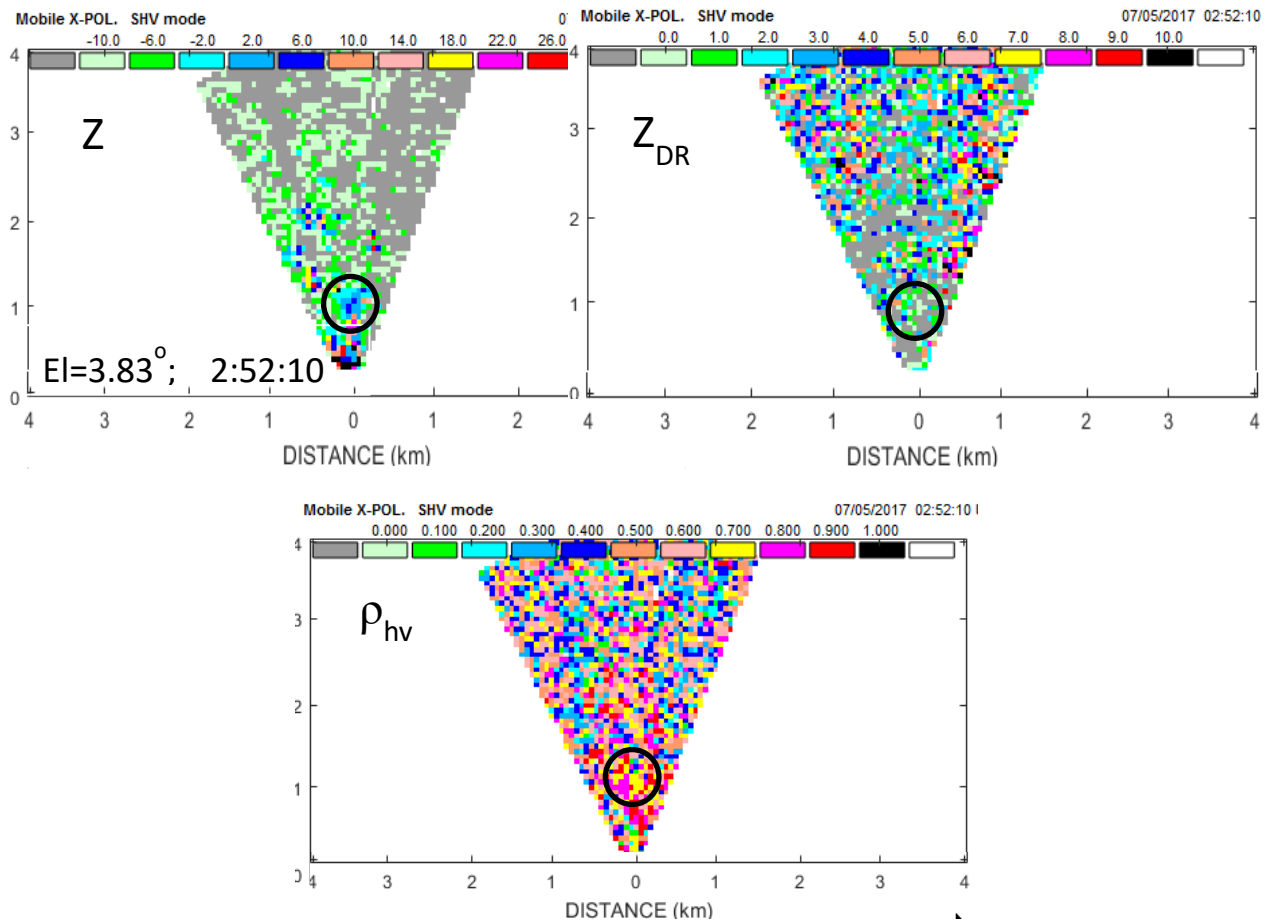 Mobile X-POL. SHV mode 0
-10.0 -6.0 -2.0 2.0 6.0 10.0 14.0 18.0 22.0 26.0
4
Z
3
2
1
El=3.83°; 2:52:10
0
4 3 2 1 0 1 2
DISTANCE (km)
Mobile X-POL. SHV mode 07/05/2017 02:52:10
0.0 1.0 2.0 3.0 4.0 5.0 6.0 7.0 8.0 9.0 10.0
4
Z_DR
3
2
1
0
4 3 2 1 0 1 2 3 4
DISTANCE (km)
Mobile X-POL. SHV mode 07/05/2017 02:52:10
0.000 0.100 0.200 0.300 0.400 0.500 0.600 0.700 0.800 0.900 1.000
4
ρhv
3
2
1
0
4 3 2 1 0 1 2 3 4
DISTANCE (km)